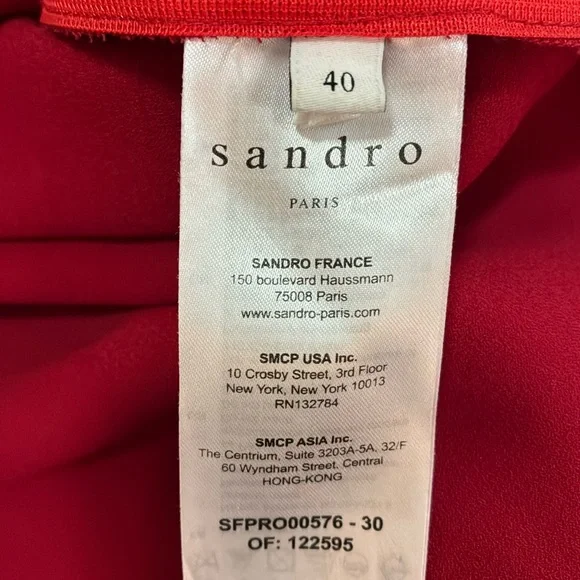 40
sandro
PARIS
SANDRO FRANCE
150 boulevard Haussmann
75008 Paris
www.sandro-paris.com
SMCP USA Inc.
10 Crosby Street, 3rd Floor
New York, New York 10013
RN132784
SMCP ASIA Inc.
The Centrium, Suite 3203A-5A, 32/F
60 Wyndham Street, Central
HONG-KONG
SFPRO00576 - 30
OF: 122595